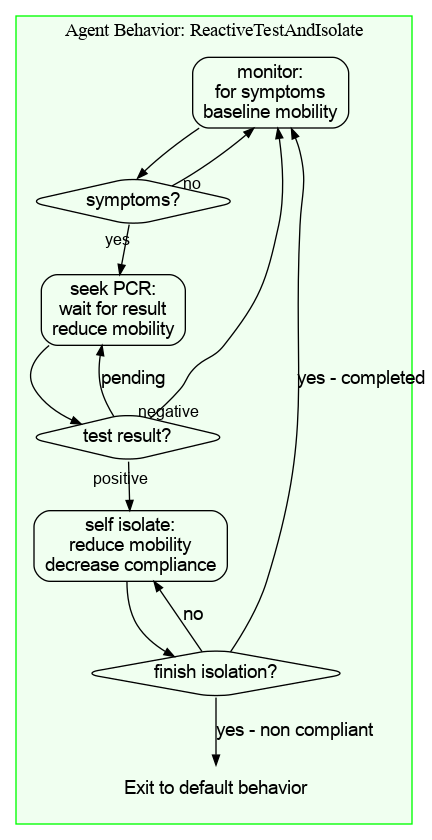 Agent Behavior: ReactiveTestAndIsolate
monitor:
for symptoms
baseline mobility
symptoms?
no
yes
seek PCR:
wait for result
reduce mobility
pending
yes - completed
negative
test result?
positive
self isolate:
reduce mobility
decrease compliance
no
finish isolation?
yes - non compliant
Exit to default behavior